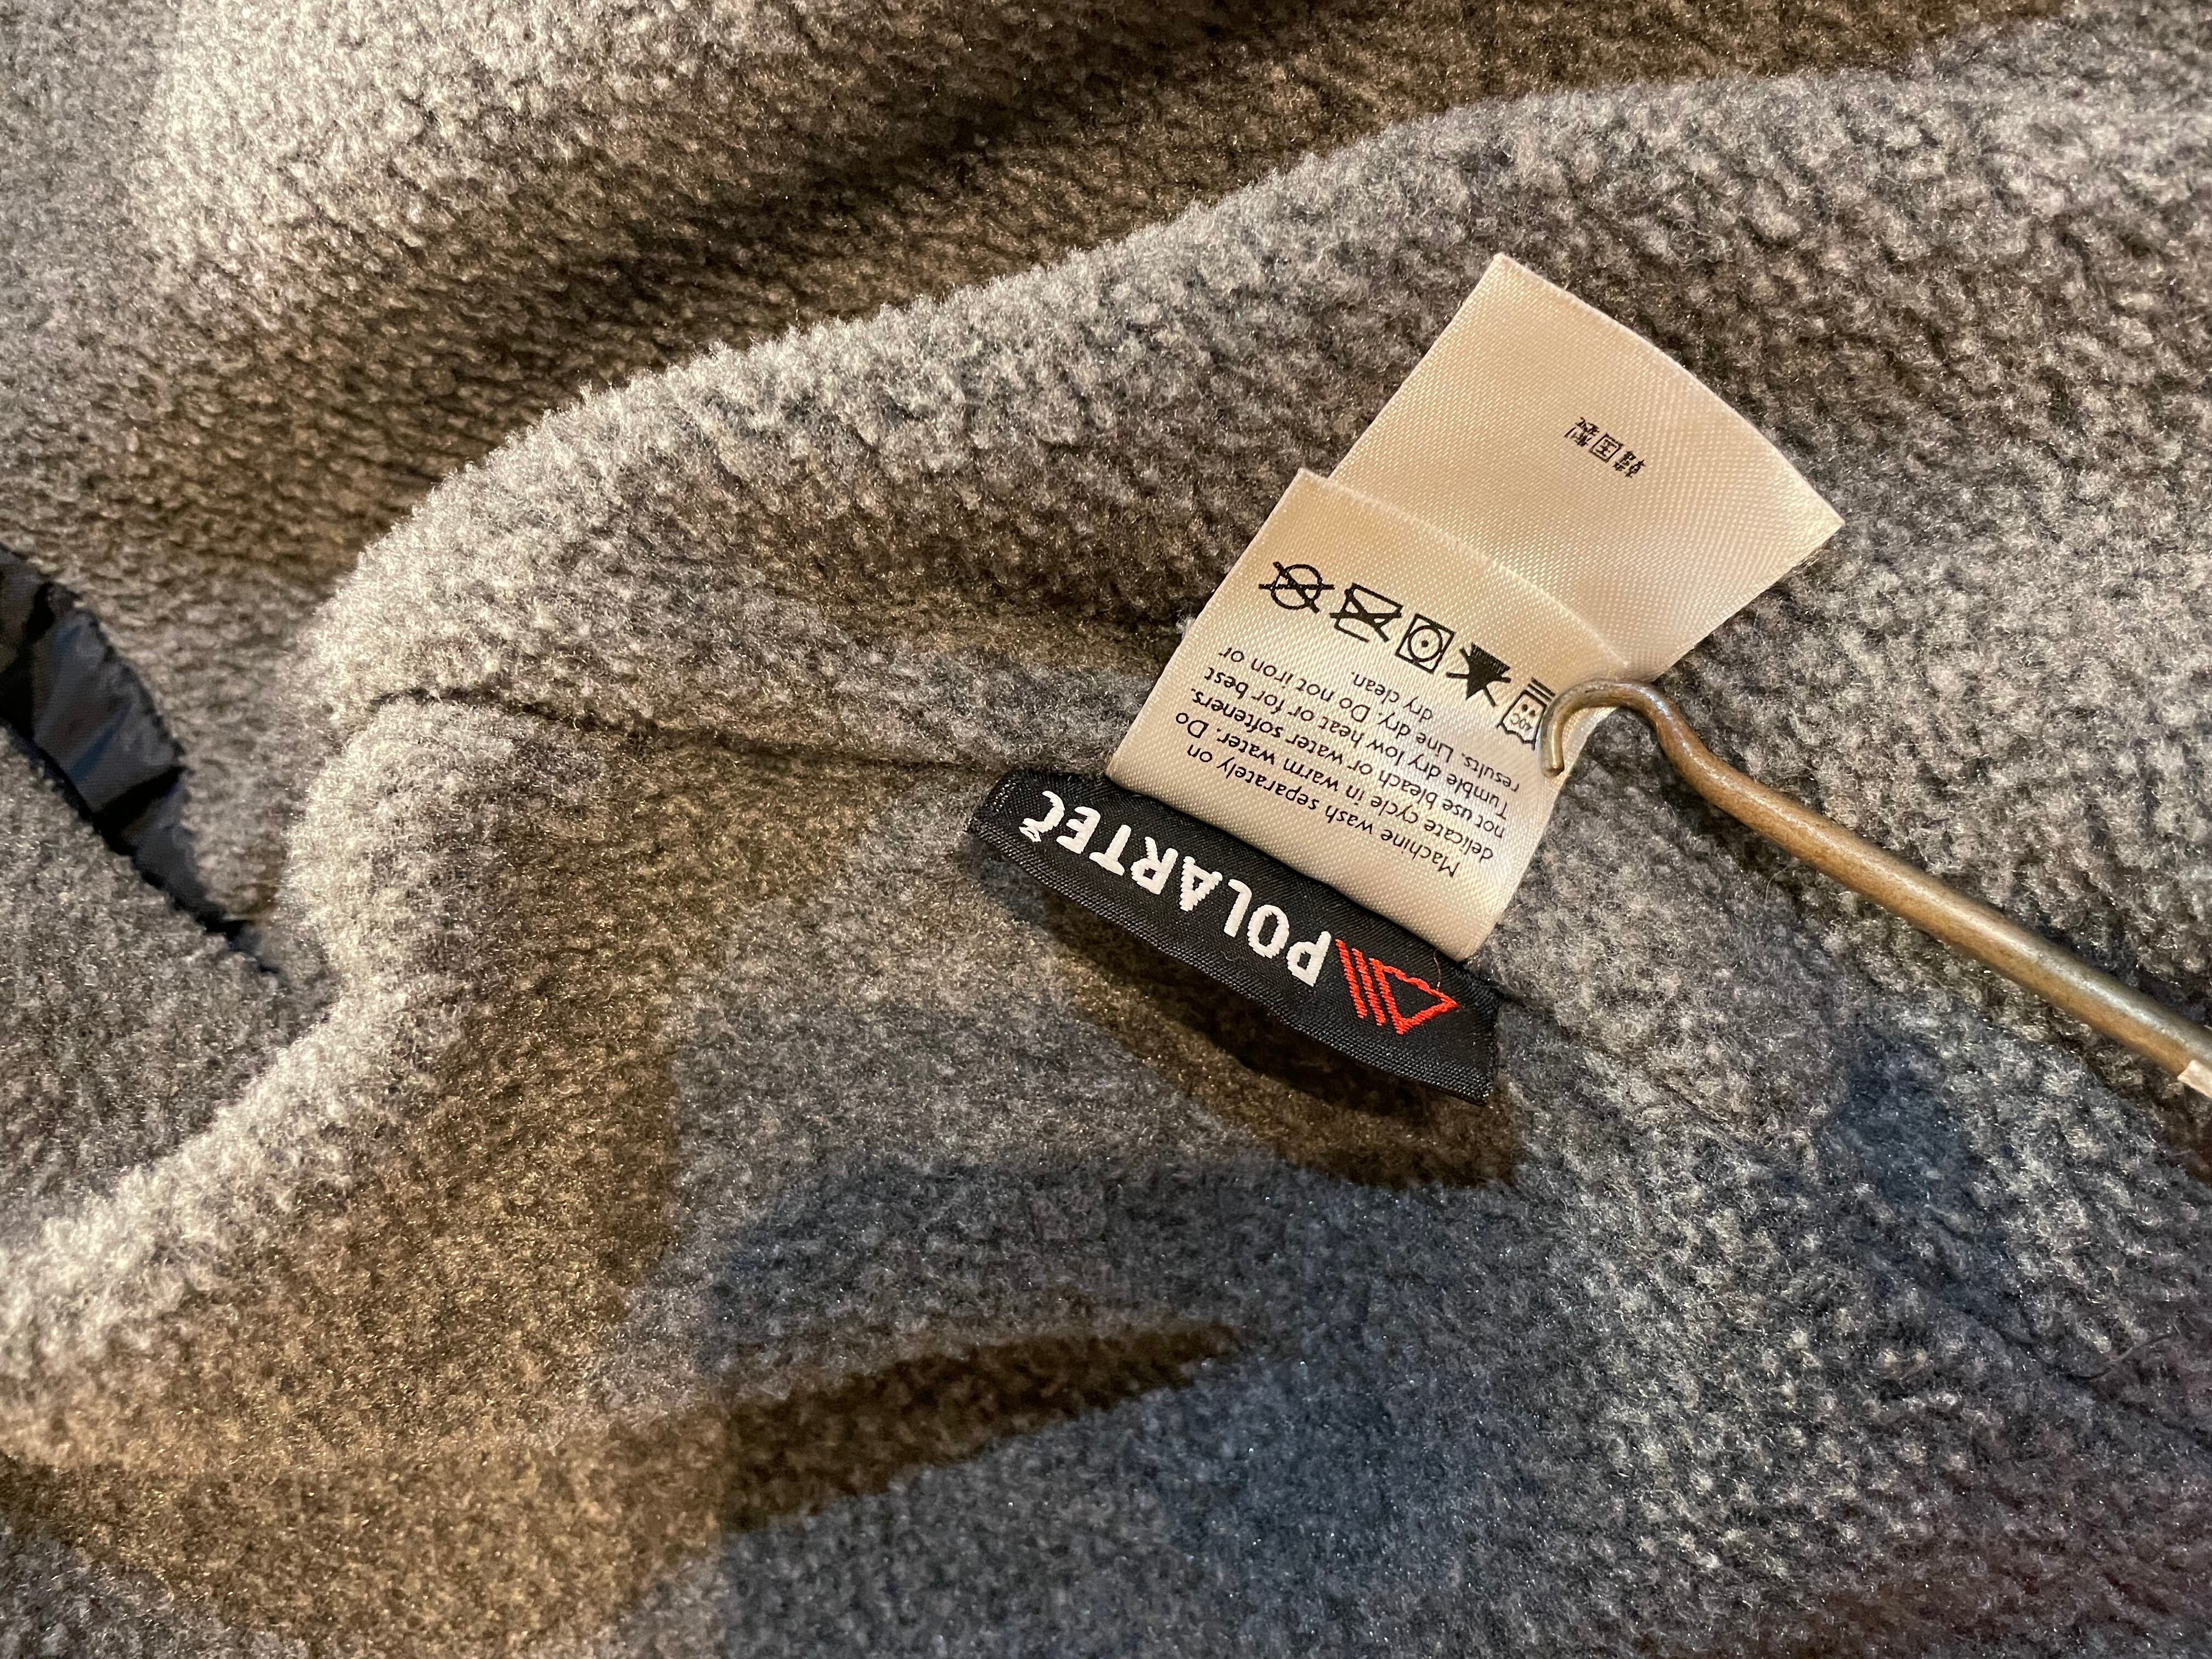 POLARTEC
Machine wash separately on
delicate cycle in warm water. Do
not use bleach or water softeners.
Tumble dry low heat or for best
results. Line dry. Do not iron or
dry clean.
40C
韓国製